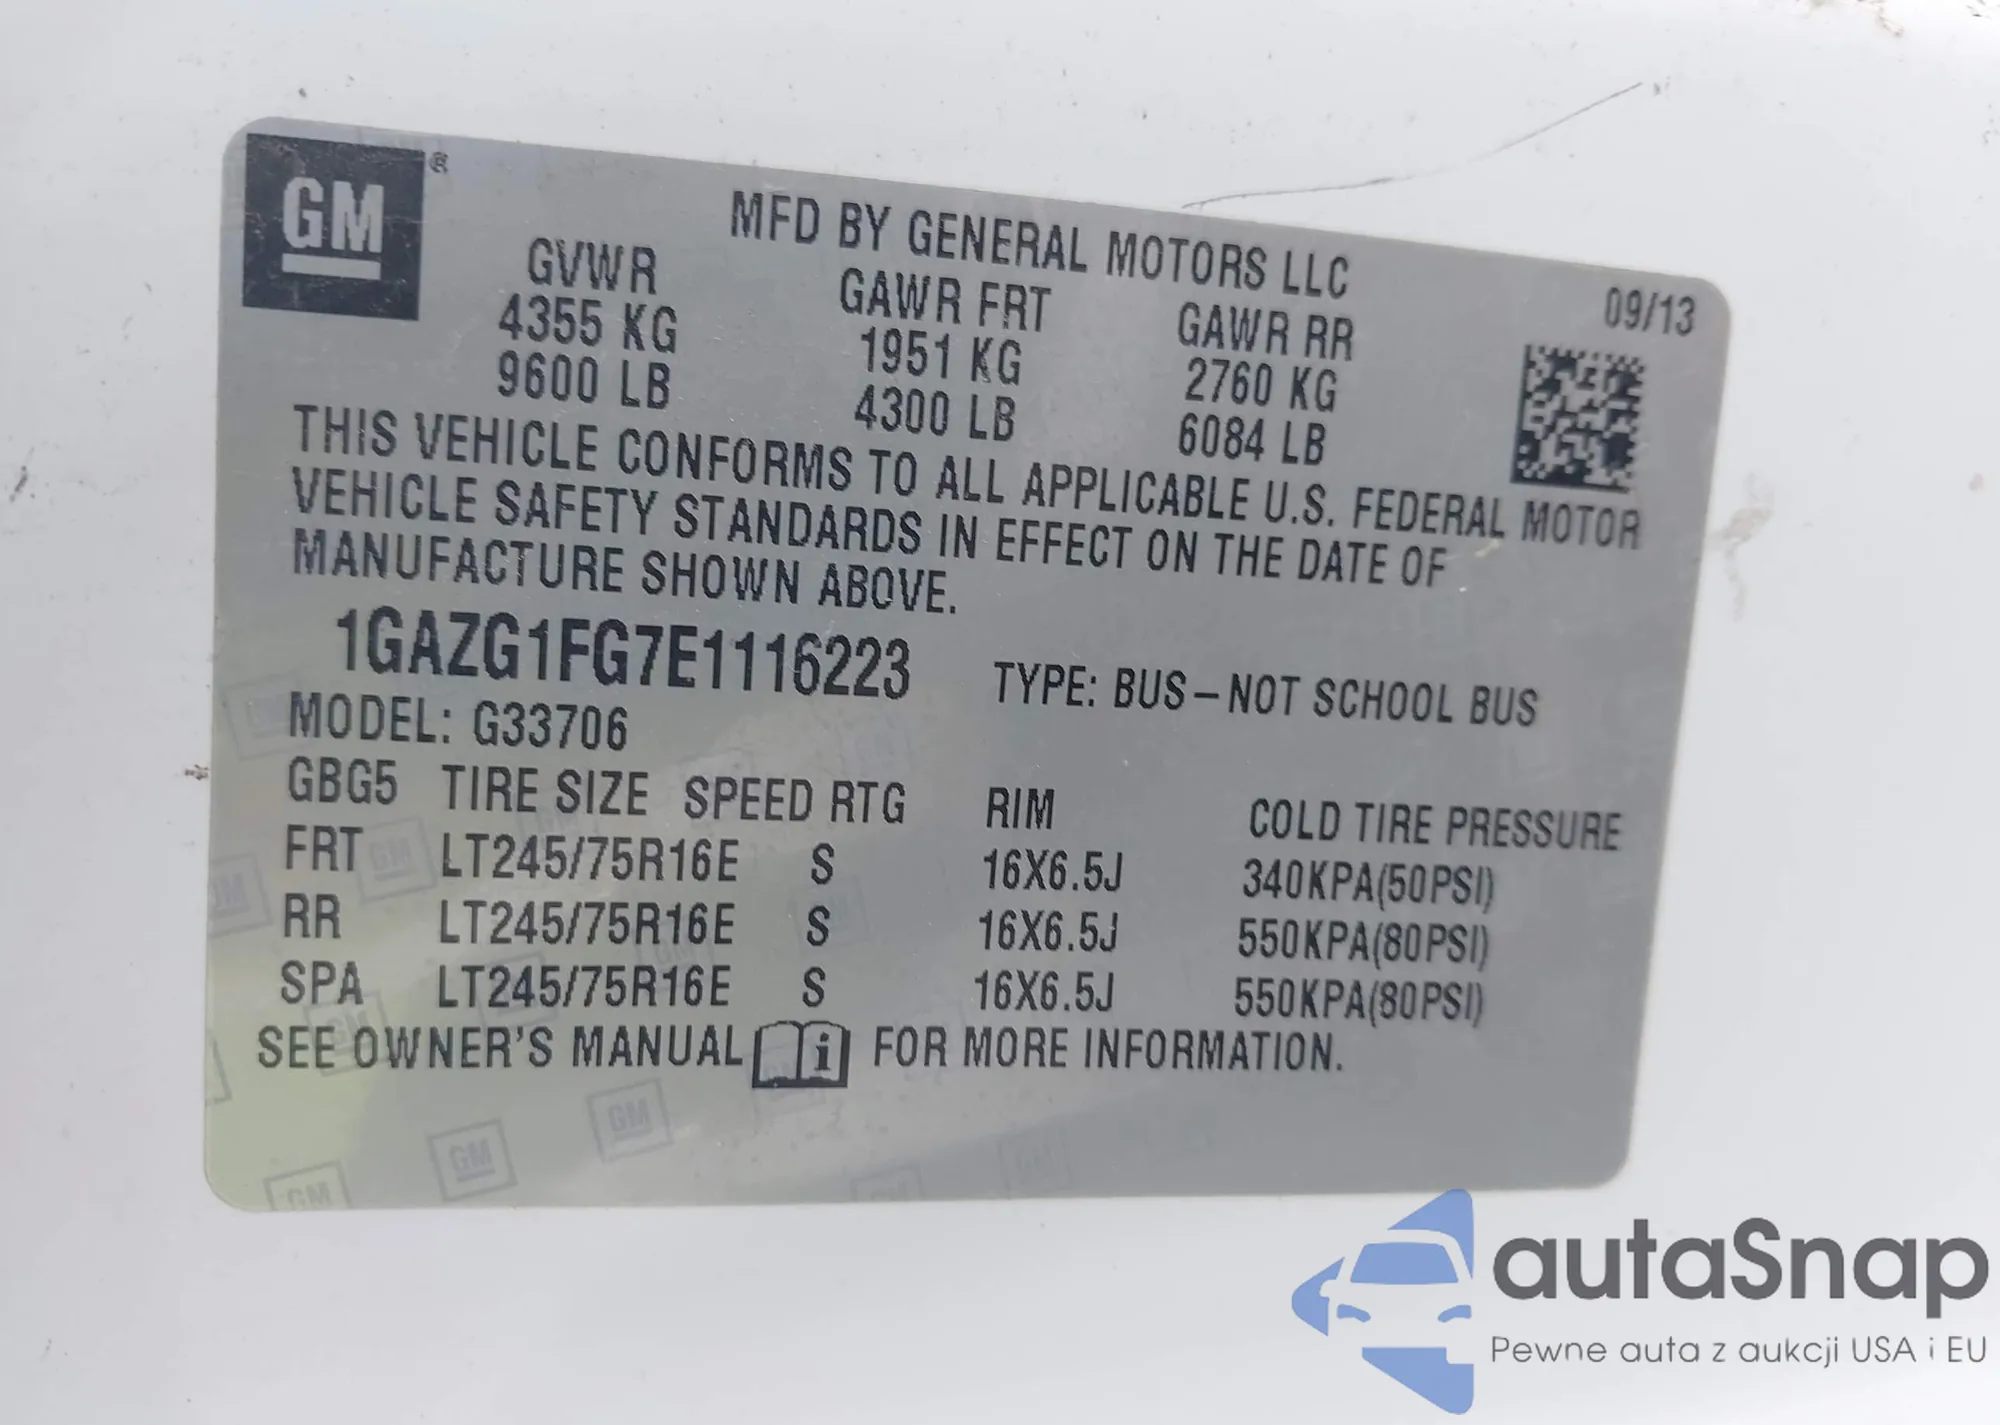 GM®
MFD BY GENERAL MOTORS LLC
GVWR GAWR FRT GAWR RR 09/13
4355 KG 1951 KG 2760 KG
9600 LB 4300 LB 6084 LB
THIS VEHICLE CONFORMS TO ALL APPLICABLE U.S. FEDERAL MOTOR
VEHICLE SAFETY STANDARDS IN EFFECT ON THE DATE OF
MANUFACTURE SHOWN ABOVE.
1GAZG1FG7E1116223 TYPE: BUS–NOT SCHOOL BUS
MODEL: G33706
GBG5 TIRE SIZE SPEED RTG RIM COLD TIRE PRESSURE
FRT LT245/75R16E S 16X6.5J 340KPA(50PSI)
RR LT245/75R16E S 16X6.5J 550KPA(80PSI)
SPA LT245/75R16E S 16X6.5J 550KPA(80PSI)
SEE OWNER'S MANUAL i FOR MORE INFORMATION.
GM
GM
GM
autaSnap
Pewne auta z aukcji USA i EU